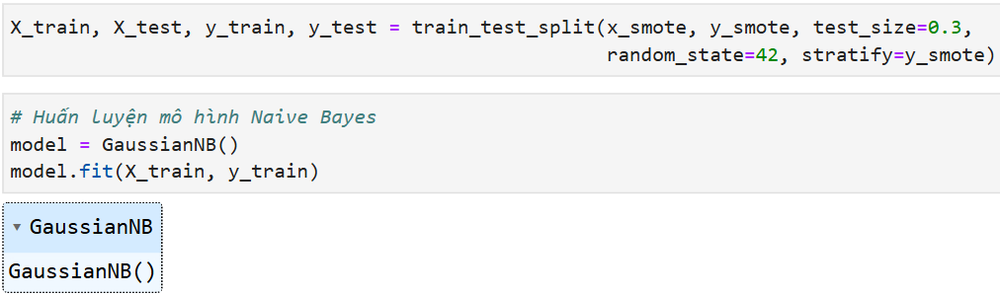 X_train, X_test, y_train, y_test = train_test_split(x_smote, y_smote, test_size=0.3,
random_state=42, stratify=y_smote)
# Huấn luyện mô hình Naive Bayes
model = GaussianNB()
model.fit(X_train, y_train)
▾ GaussianNB
GaussianNB()